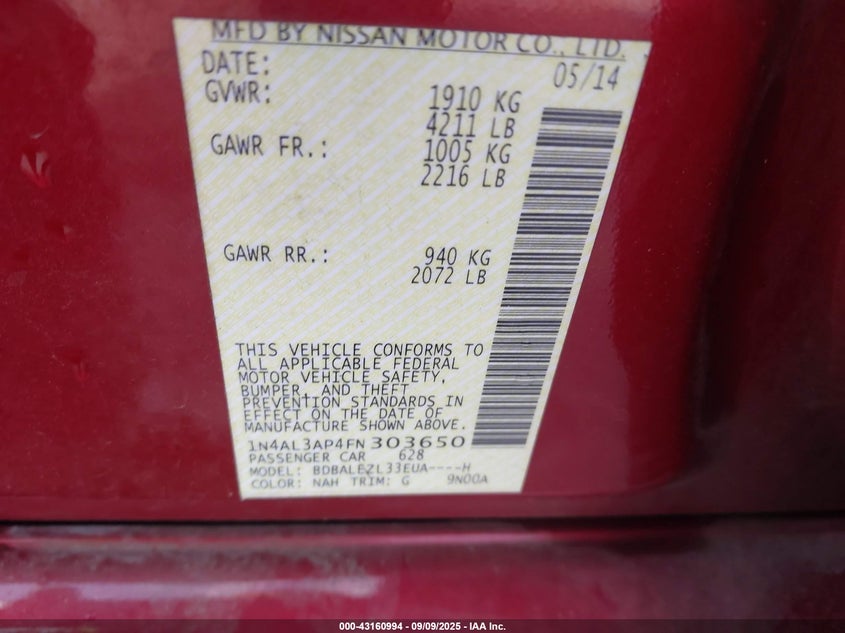 MFD BY NISSAN MOTOR CO., LTD.
DATE: 05/14
GVWR: 1910 KG
4211 LB
GAWR FR.: 1005 KG
2216 LB
GAWR RR.: 940 KG
2072 LB
THIS VEHICLE CONFORMS TO
ALL APPLICABLE FEDERAL
MOTOR VEHICLE SAFETY,
BUMPER, AND THEFT
PREVENTION STANDARDS IN
EFFECT ON THE DATE OF
MANUFACTURE SHOWN ABOVE.
1N4AL3AP4FN303650
PASSENGER CAR 628
MODEL: BDBALEZL33EUA----H
COLOR: NAH TRIM: G 9N00A
000-43160994 - 09/09/2025 - IAA Inc.